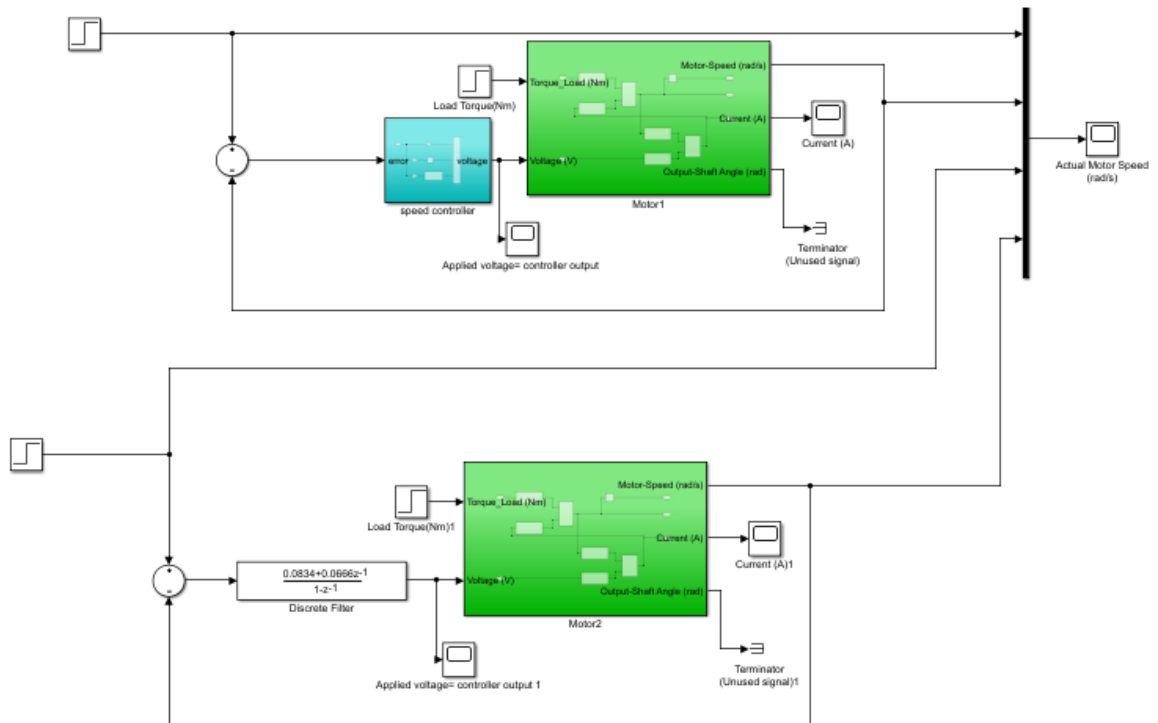 Motor-Speed (rad/s)
Torque_Load (Nm)
Load Torque(Nm)
Current (A)
Current (A)
error
voltage
Voltage (V)
Output-Shaft Angle (rad)
Actual Motor Speed
(rad/s)
speed controller
Motor1
Terminator
(Unused signal)
Applied voltage= controller output
Motor-Speed (rad/s)
Torque_Load (Nm)
Load Torque(Nm)1
Current (A)
Current (A)1
0.0834+0.0666z-1
1-z-1
Voltage (V)
Output-Shaft Angle (rad)
Discrete Filter
Motor2
Terminator
(Unused signal)1
Applied voltage= controller output 1